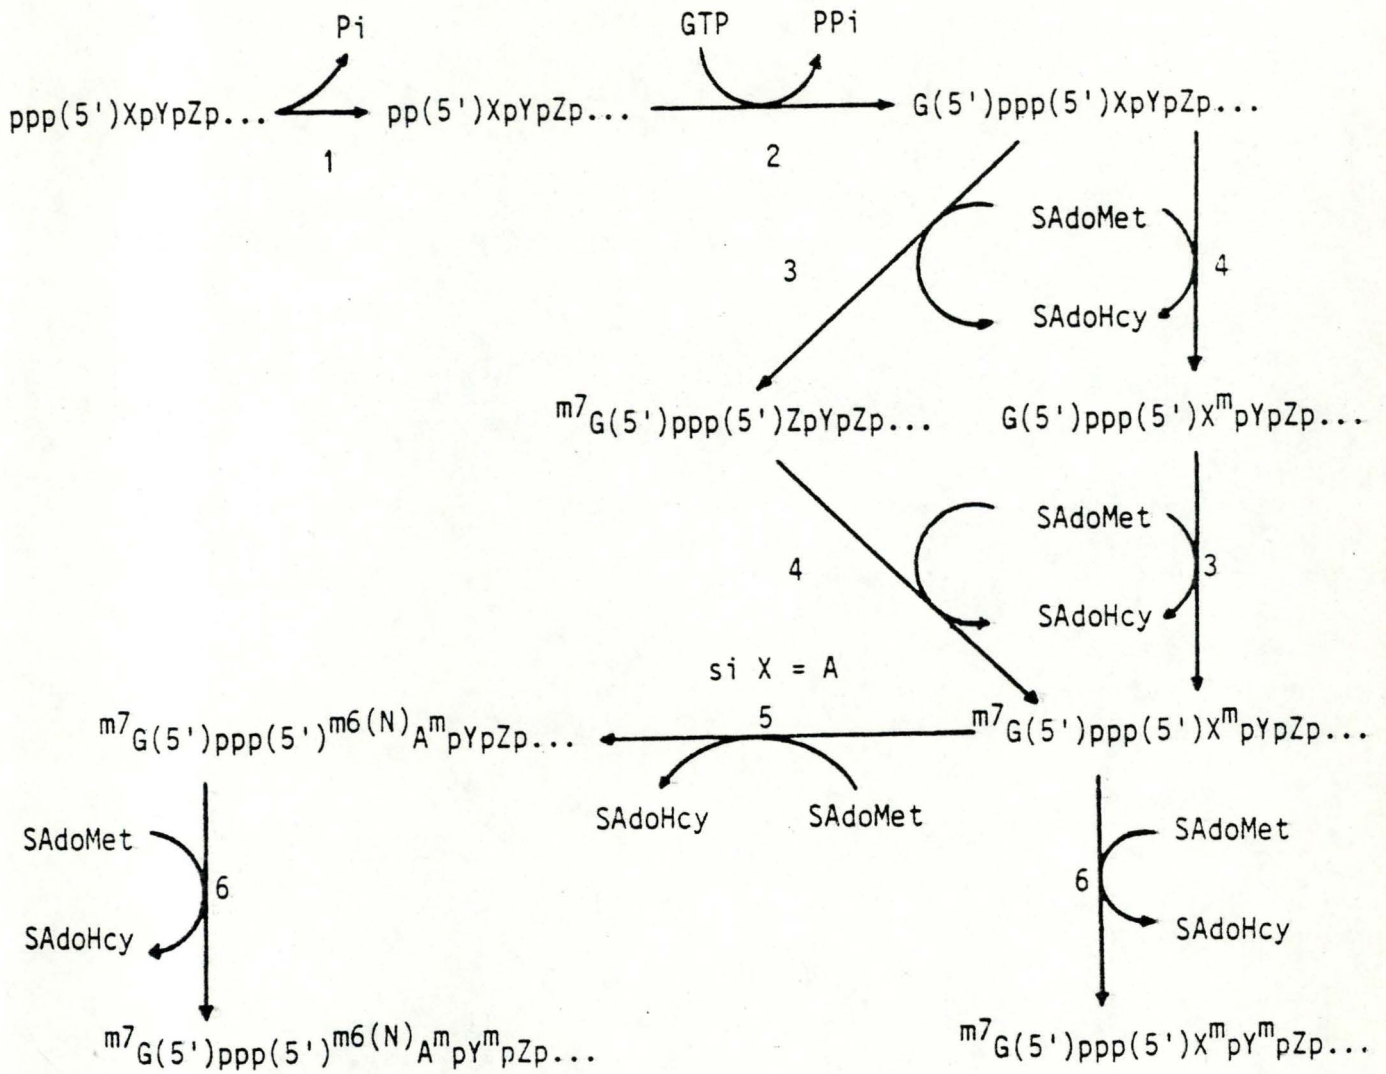 Pi GTP PPi
ppp(5')XpYpZp... pp(5')XpYpZp... G(5')ppp(5')XpYpZp...
1 2
SAdoMet
3 4
SAdoHcy
m7G(5')ppp(5')ZpYpZp... G(5')ppp(5')XmpYpZp...
SAdoMet
4 3
SAdoHcy
si X = A
5
m7G(5')ppp(5')m6(N)AmpYpZp... m7G(5')ppp(5')XmpYpZp...
SAdoHcy SAdoMet
SAdoMet SAdoMet
6 6
SAdoHcy SAdoHcy
m7G(5')ppp(5')m6(N)AmpYmpZp... m7G(5')ppp(5')XmpYmpZp...